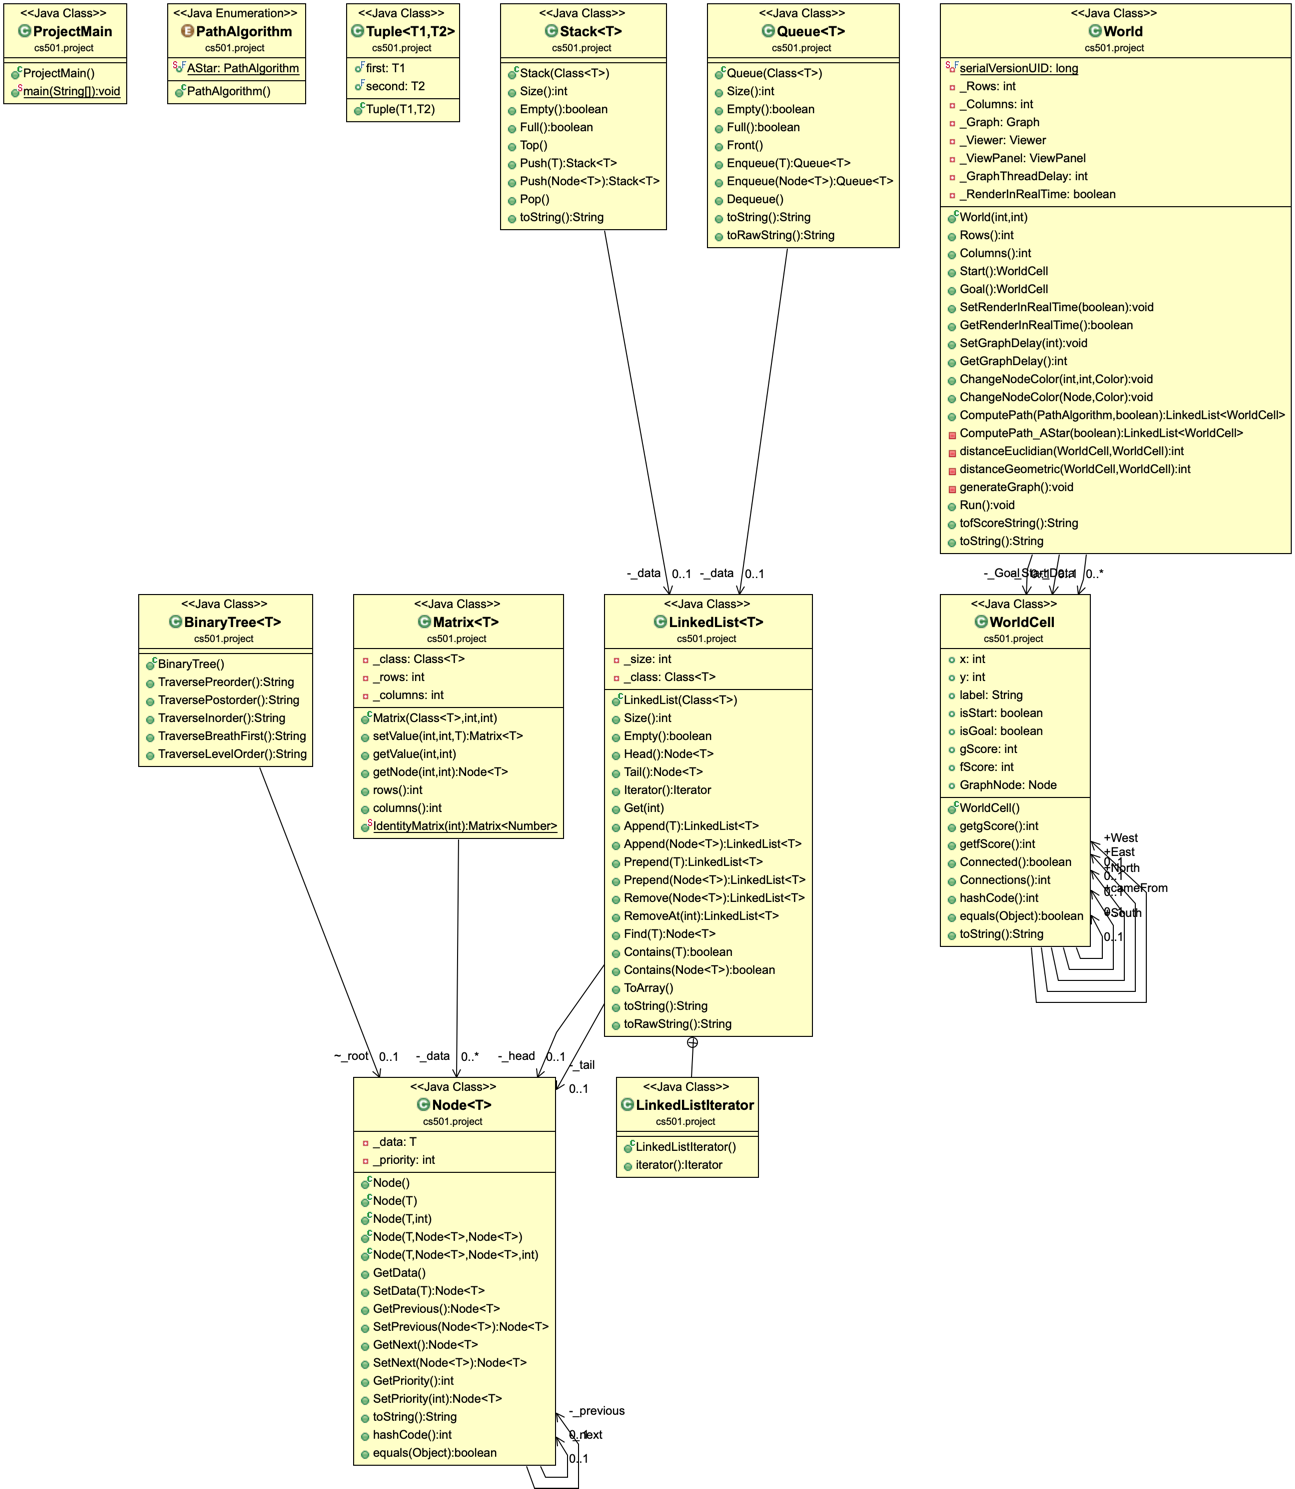 <<Java Class>>
ProjectMain
cs501.project
ProjectMain()
main(String[]):void
<<Java Enumeration>>
PathAlgorithm
cs501.project
AStar: PathAlgorithm
PathAlgorithm()
<<Java Class>>
Tuple<T1,T2>
cs501.project
first: T1
second: T2
Tuple(T1,T2)
<<Java Class>>
Stack<T>
cs501.project
Stack(Class<T>)
Size():int
Empty():boolean
Full():boolean
Top()
Push(T):Stack<T>
Push(Node<T>):Stack<T>
Pop()
toString():String
<<Java Class>>
Queue<T>
cs501.project
Queue(Class<T>)
Size():int
Empty():boolean
Full():boolean
Front()
Enqueue(T):Queue<T>
Enqueue(Node<T>):Queue<T>
Dequeue()
toString():String
toRawString():String
<<Java Class>>
World
cs501.project
serialVersionUID: long
_Rows: int
_Columns: int
_Graph: Graph
_Viewer: Viewer
_ViewPanel: ViewPanel
_GraphThreadDelay: int
_RenderInRealTime: boolean
World(int,int)
Rows():int
Columns():int
Start():WorldCell
Goal():WorldCell
SetRenderInRealTime(boolean):void
GetRenderInRealTime():boolean
SetGraphDelay(int):void
GetGraphDelay():int
ChangeNodeColor(int,int,Color):void
ChangeNodeColor(Node,Color):void
ComputePath(PathAlgorithm,boolean):LinkedList<WorldCell>
ComputePath_AStar(boolean):LinkedList<WorldCell>
distanceEuclidian(WorldCell,WorldCell):int
distanceGeometric(WorldCell,WorldCell):int
generateGraph():void
Run():void
tofScoreString():String
toString():String
-_data 0..1
-_data 0..1
-_Goal
0..*
<<Java Class>>
BinaryTree<T>
cs501.project
BinaryTree()
TraversePreorder():String
TraversePostorder():String
TraverseInorder():String
TraverseBreathFirst():String
TraverseLevelOrder():String
<<Java Class>>
Matrix<T>
cs501.project
_class: Class<T>
_rows: int
_columns: int
Matrix(Class<T>,int,int)
setValue(int,int,T):Matrix<T>
getValue(int,int)
getNode(int,int):Node<T>
rows():int
columns():int
IdentityMatrix(int):Matrix<Number>
<<Java Class>>
LinkedList<T>
cs501.project
_size: int
_class: Class<T>
LinkedList(Class<T>)
Size():int
Empty():boolean
Head():Node<T>
Tail():Node<T>
Iterator():Iterator
Get(int)
Append(T):LinkedList<T>
Append(Node<T>):LinkedList<T>
Prepend(T):LinkedList<T>
Prepend(Node<T>):LinkedList<T>
Remove(Node<T>):LinkedList<T>
RemoveAt(int):LinkedList<T>
Find(T):Node<T>
Contains(T):boolean
Contains(Node<T>):boolean
ToArray()
toString():String
toRawString():String
<<Java Class>>
WorldCell
cs501.project
x: int
y: int
label: String
isStart: boolean
isGoal: boolean
gScore: int
fScore: int
GraphNode: Node
WorldCell()
getgScore():int
getfScore():int
Connected():boolean
Connections():int
hashCode():int
equals(Object):boolean
toString():String
+West
+East
+North
+cameFrom
+South
0..1
~_root 0..1
-_data 0..*
-_head 0..1
-_tail
0..1
<<Java Class>>
Node<T>
cs501.project
_data: T
_priority: int
Node()
Node(T)
Node(T,int)
Node(T,Node<T>,Node<T>)
Node(T,Node<T>,Node<T>,int)
GetData()
SetData(T):Node<T>
GetPrevious():Node<T>
SetPrevious(Node<T>):Node<T>
GetNext():Node<T>
SetNext(Node<T>):Node<T>
GetPriority():int
SetPriority(int):Node<T>
toString():String
hashCode():int
equals(Object):boolean
-_previous
0..1
<<Java Class>>
LinkedListIterator
cs501.project
LinkedListIterator()
iterator():Iterator